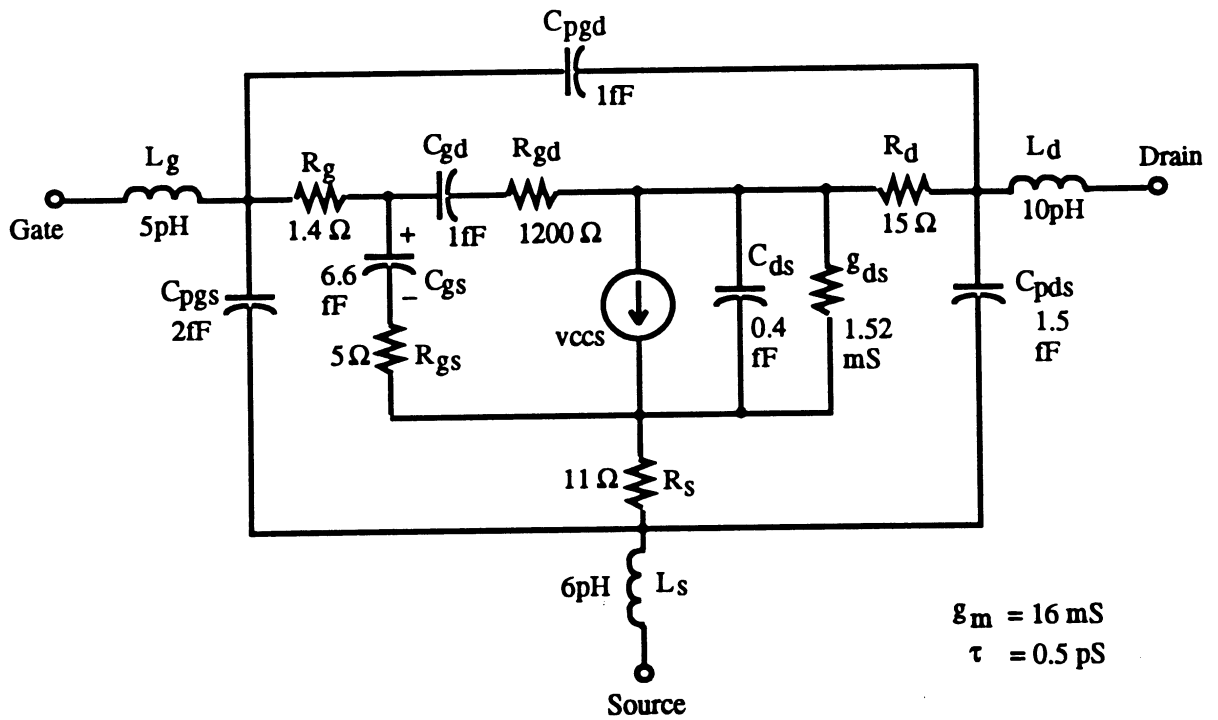 Cpgd
1fF
Lg
5pH
Gate
Rg
1.4 Ω
Cgd
1fF
Rgd
1200 Ω
Rd
15 Ω
Ld
10pH
Drain
Cpgs
2fF
+
6.6
fF
Cgs
−
5Ω
Rgs
vccs
Cds
0.4
fF
gds
1.52
mS
Cpds
1.5
fF
11 Ω
Rs
6pH
Ls
Source
gm = 16 mS
τ = 0.5 pS